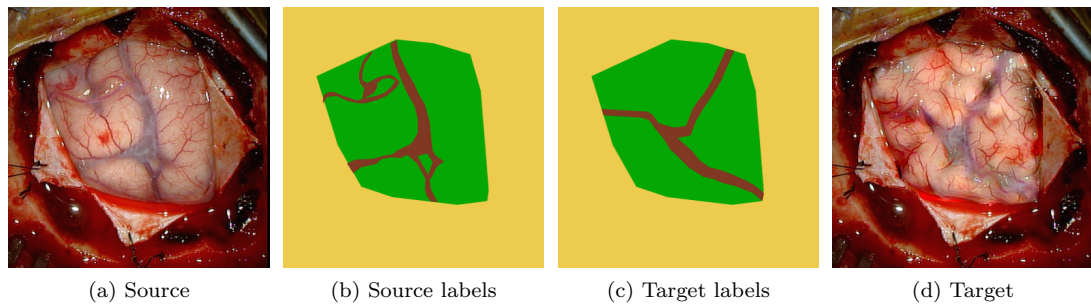 (a) Source
(b) Source labels
(c) Target labels
(d) Target